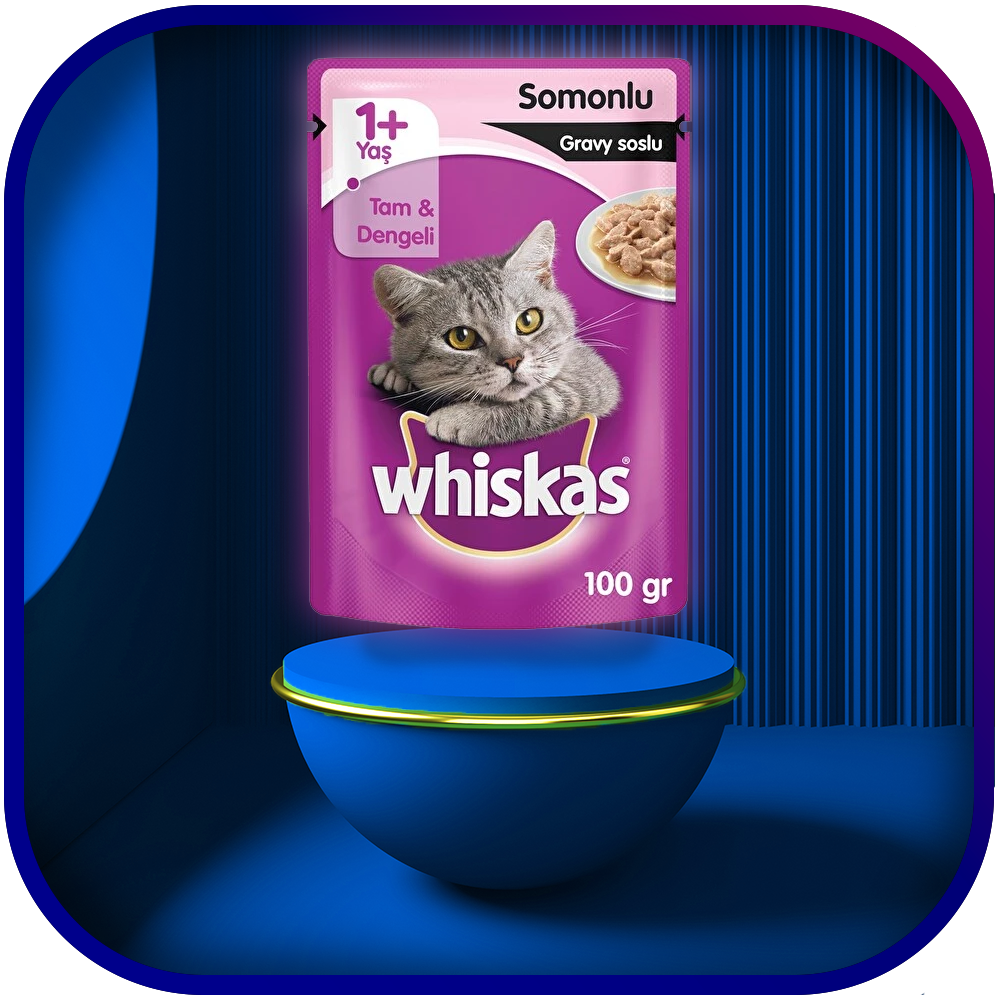 Somonlu
Gravy soslu
1+
Yaş
Tam &
Dengeli
whiskas®
100 gr